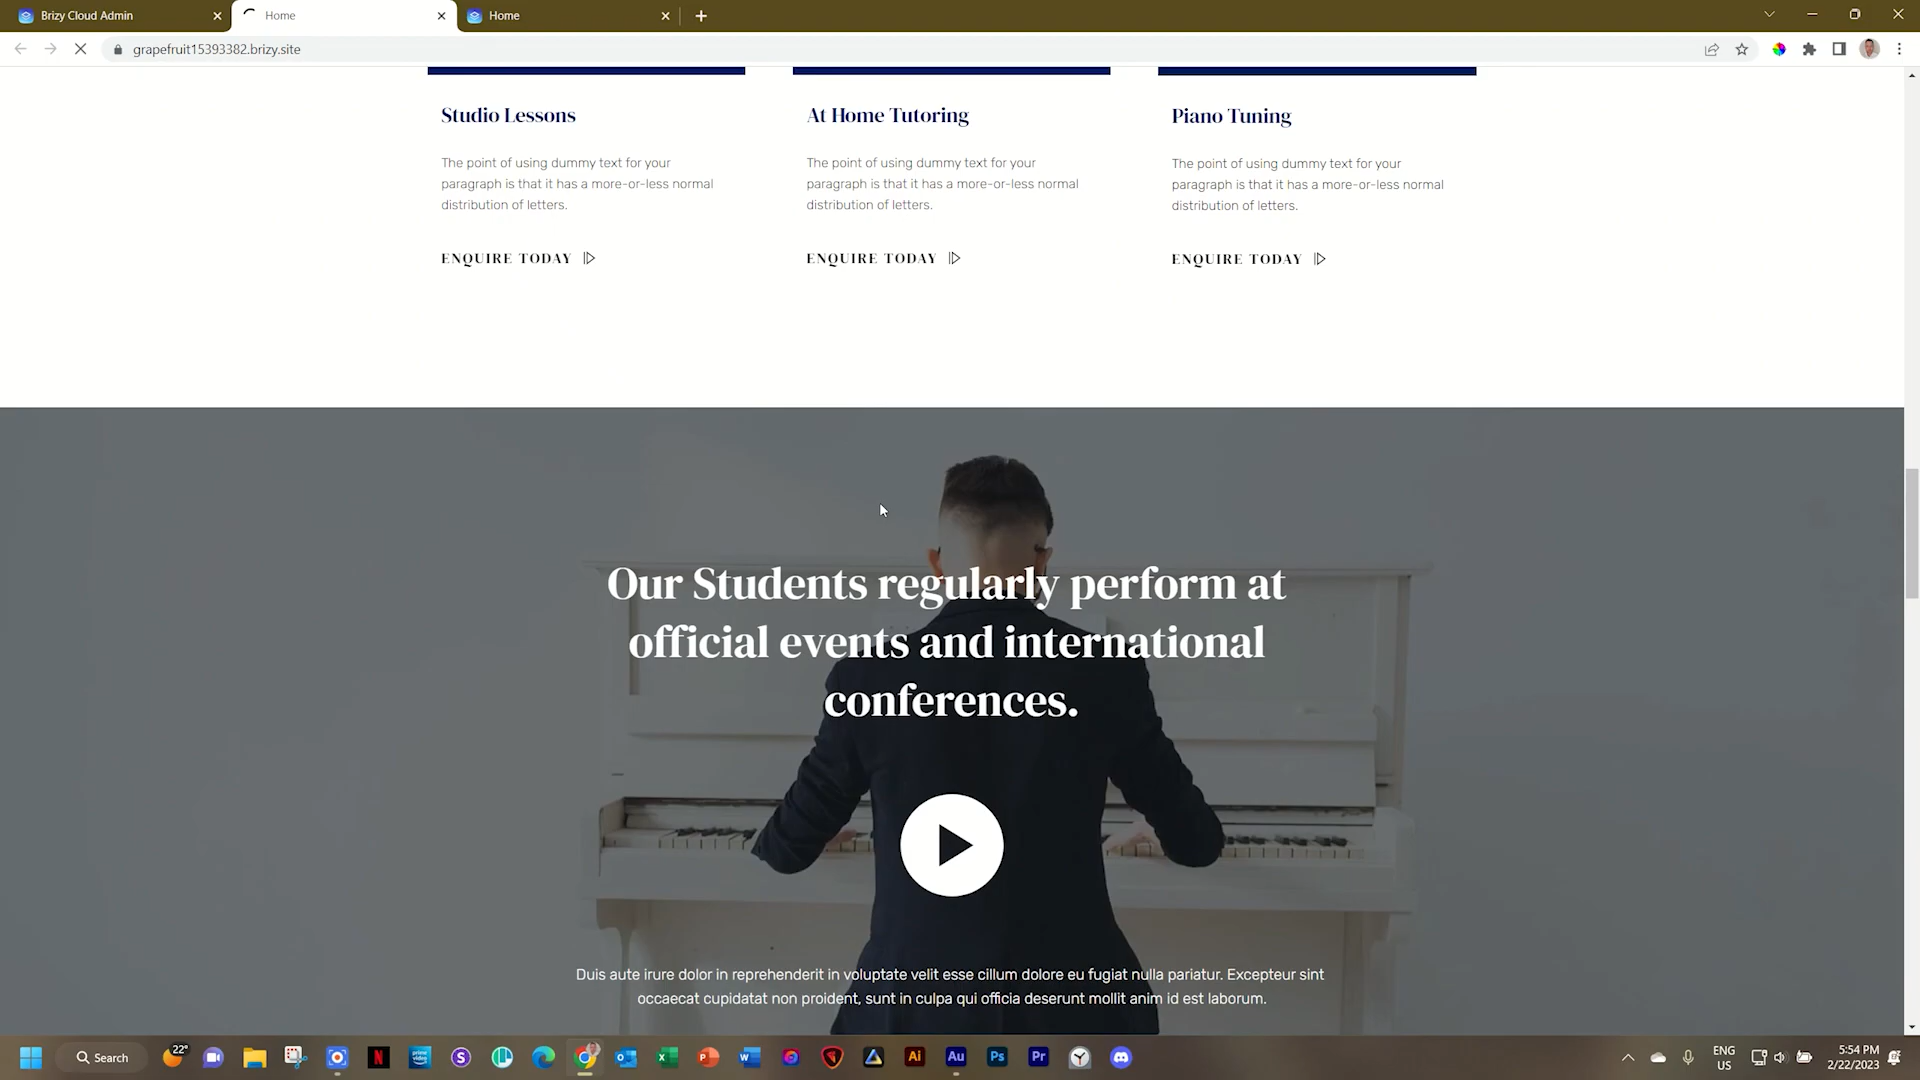 Brizy Cloud Admin
Home
Home
grapefruit15393382.brizy.site
Studio Lessons
At Home Tutoring
Piano Tuning
The point of using dummy text for your
paragraph is that it has a more-or-less normal
distribution of letters.
The point of using dummy text for your
paragraph is that it has a more-or-less normal
distribution of letters.
The point of using dummy text for your
paragraph is that it has a more-or-less normal
distribution of letters.
ENQUIRE TODAY
ENQUIRE TODAY
ENQUIRE TODAY
Our Students regularly perform at
official events and international
conferences.
Duis aute irure dolor in reprehenderit in voluptate velit esse cillum dolore eu fugiat nulla pariatur. Excepteur sint
occaecat cupidatat non proident, sunt in culpa qui officia deserunt mollit anim id est laborum.
Search
22°
Ai
Au
Ps
Pr
ENG
US
5:54 PM
2/22/2023